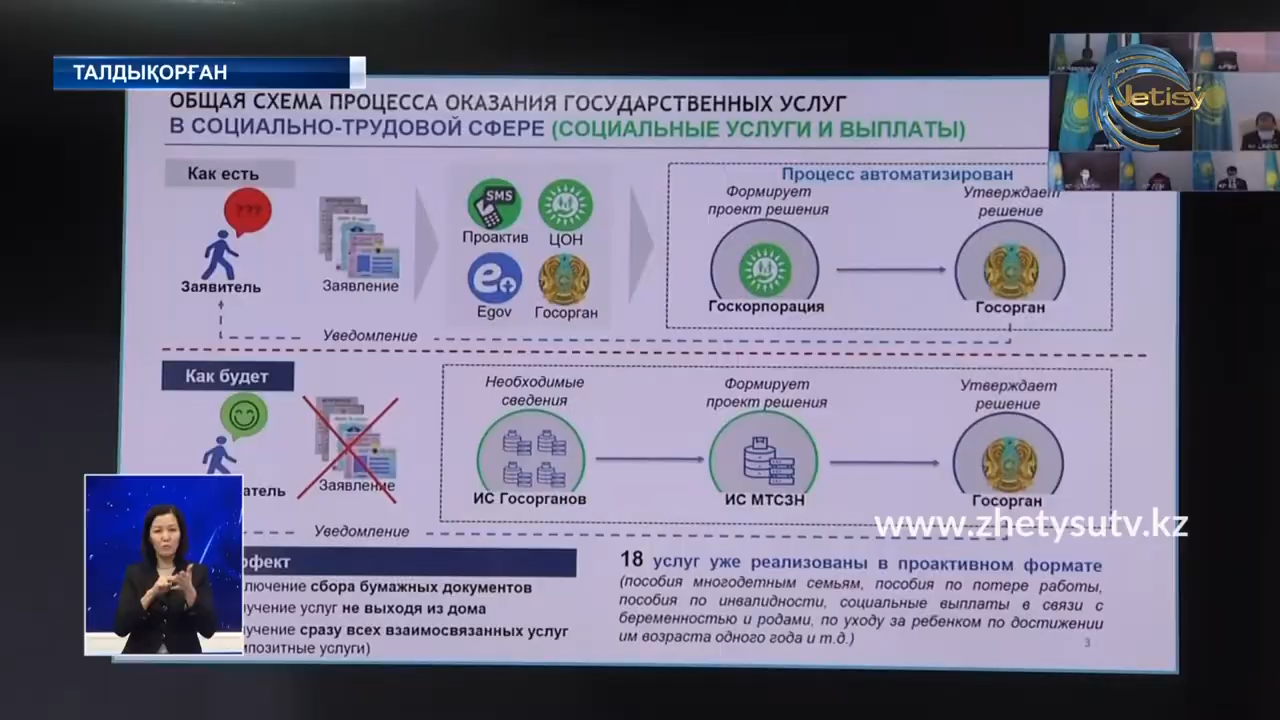 ТАЛДЫҚОРҒАН
Jetisý
ОБЩАЯ СХЕМА ПРОЦЕССА ОКАЗАНИЯ ГОСУДАРСТВЕННЫХ УСЛУГ
В СОЦИАЛЬНО-ТРУДОВОЙ СФЕРЕ (СОЦИАЛЬНЫЕ УСЛУГИ И ВЫПЛАТЫ)
Как есть
???
Заявитель
Заявление
SMS
Проактив
ЦОН
Egov
Госорган
Процесс автоматизирован
Формирует
проект решения
Утверждает
решение
Госкорпорация
Госорган
Уведомление
Как будет
Заявление
Необходимые
сведения
Формирует
проект решения
Утверждает
решение
ИС Госорганов
ИС МТСЗН
Госорган
Уведомление
www.zhetysutv.kz
сбора бумажных документов
услуг не выходя из дома
сразу всех взаимосвязанных услуг
услуги)
18 услуг уже реализованы в проактивном формате
(пособия многодетным семьям, пособия по потере работы,
пособия по инвалидности, социальные выплаты в связи с
беременностью и родами, по уходу за ребенком по достижении
им возраста одного года и т.д.)
3